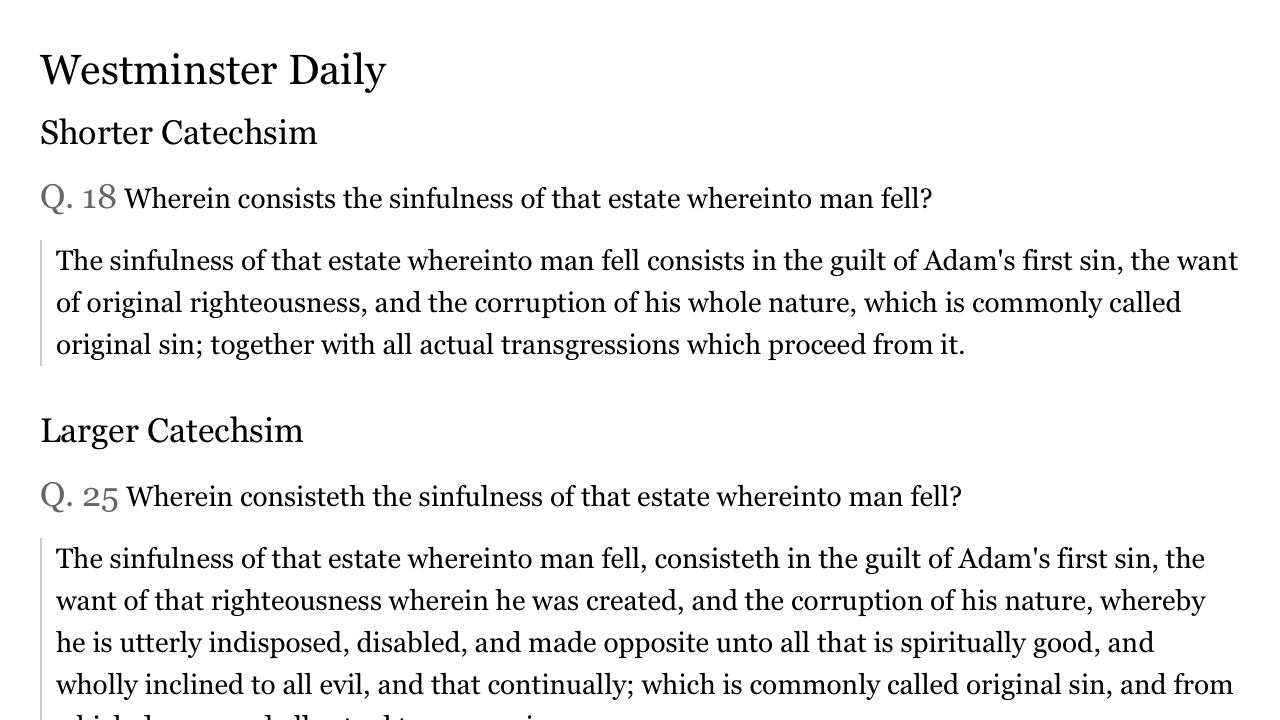 Westminster Daily
Shorter Catechsim
Q. 18 Wherein consists the sinfulness of that estate whereinto man fell?
The sinfulness of that estate whereinto man fell consists in the guilt of Adam's first sin, the want
of original righteousness, and the corruption of his whole nature, which is commonly called
original sin; together with all actual transgressions which proceed from it.
Larger Catechsim
Q. 25 Wherein consisteth the sinfulness of that estate whereinto man fell?
The sinfulness of that estate whereinto man fell, consisteth in the guilt of Adam's first sin, the
want of that righteousness wherein he was created, and the corruption of his nature, whereby
he is utterly indisposed, disabled, and made opposite unto all that is spiritually good, and
wholly inclined to all evil, and that continually; which is commonly called original sin, and from